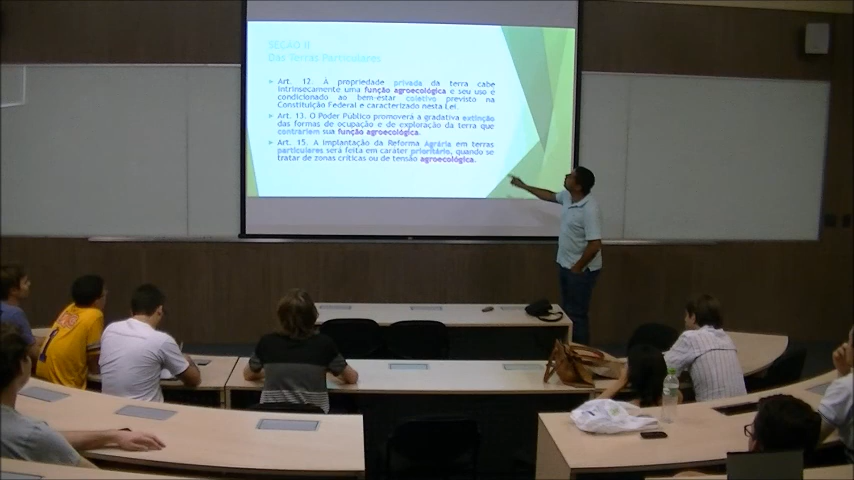 SEÇÃO II
Das Terras Particulares
Art. 12. A propriedade privada da terra cabe
intrinsecamente uma função agroecológica e seu uso é
condicionado ao bem-estar coletivo previsto na
Constituição Federal e caracterizado nesta Lei.
Art. 13. O Poder Público promoverá a gradativa extinção
das formas de ocupação e de exploração da terra que
contrariem sua função agroecológica.
Art. 15. A implantação da Reforma Agrária em terras
particulares será feita em caráter prioritário, quando se
tratar de zonas críticas ou de tensão agroecológica.